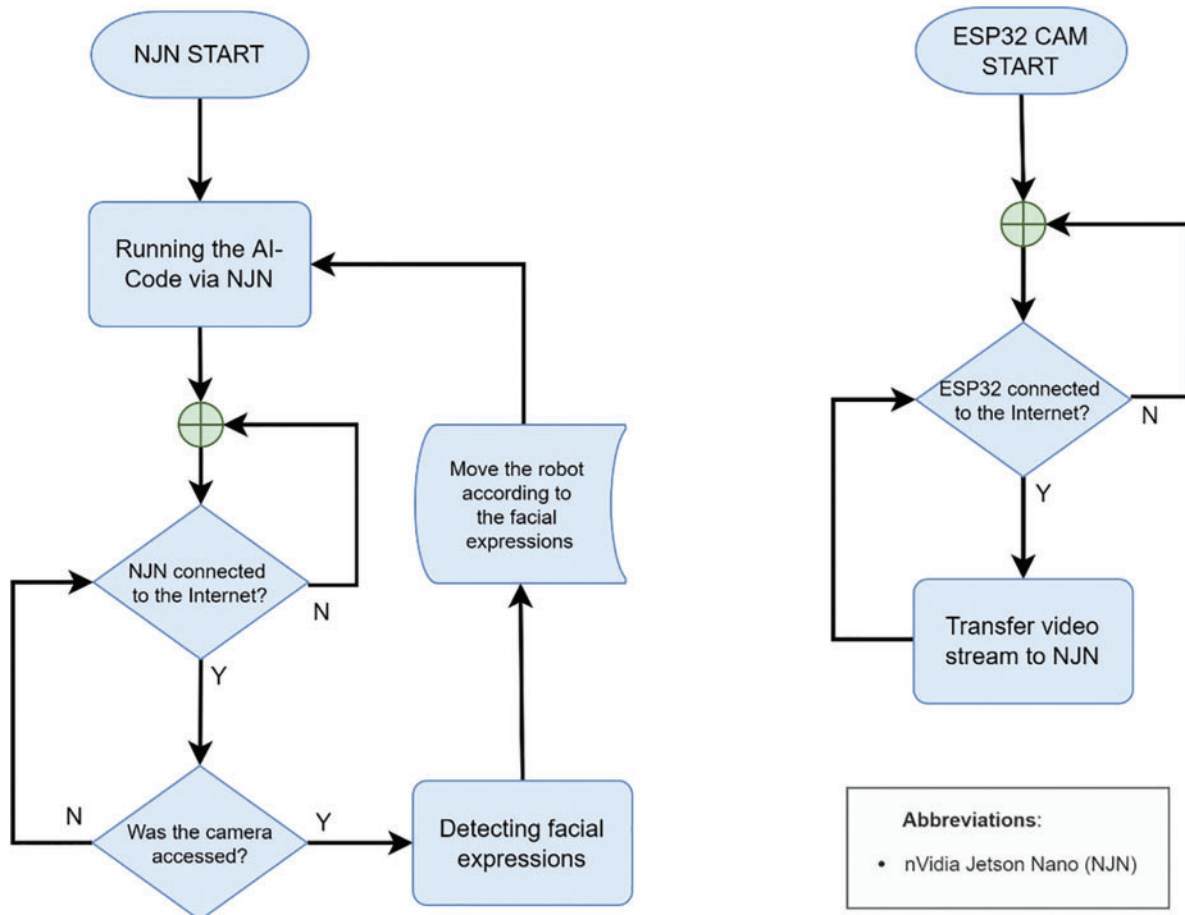 NJN START
Running the AI-
Code via NJN
NJN connected
to the Internet?
N
Y
Was the camera
accessed?
N
Y
Detecting facial
expressions
Move the robot
according to
the facial
expressions
ESP32 CAM
START
ESP32 connected
to the Internet?
N
Y
Transfer video
stream to NJN
Abbreviations:
• nVidia Jetson Nano (NJN)